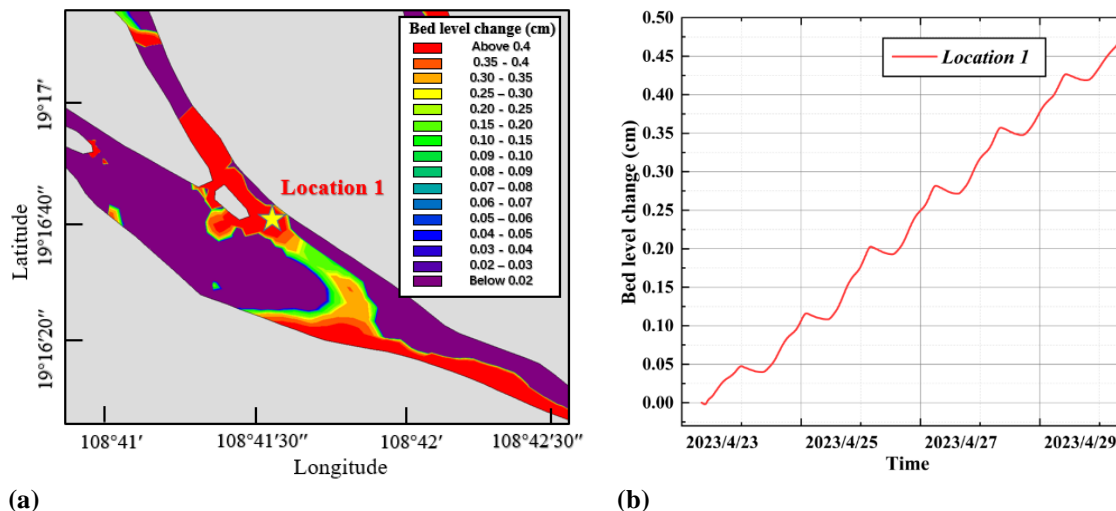 Bed level change (cm)
Above 0.4
0.35 - 0.4
0.30 - 0.35
0.25 – 0.30
0.20 - 0.25
0.15 - 0.20
0.10 - 0.15
0.09 - 0.10
0.08 - 0.09
0.07 - 0.08
0.06 - 0.07
0.05 – 0.06
0.04 - 0.05
0.03 - 0.04
0.02 – 0.03
Below 0.02
Location 1
Latitude
19°17′
19°16′40″
19°16′20″
108°41′
108°41′30″
108°42′
108°42′30″
Longitude
(a)
Bed level change (cm)
0.50
0.45
0.40
0.35
0.30
0.25
0.20
0.15
0.10
0.05
0.00
Location 1
2023/4/23
2023/4/25
2023/4/27
2023/4/29
Time
(b)